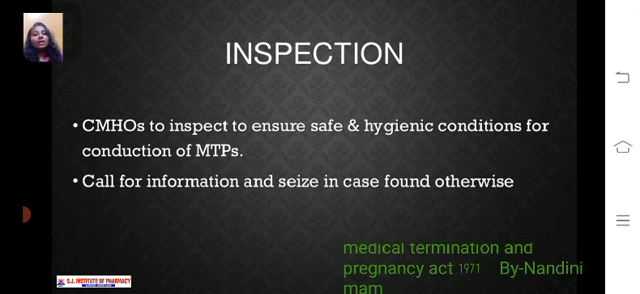 INSPECTION
• CMHOs to inspect to ensure safe & hygienic conditions for
conduction of MTPs.
• Call for information and seize in case found otherwise
medical termination and
pregnancy act 1971 By-Nandini
mam
S.J. INSTITUTE OF PHARMACY